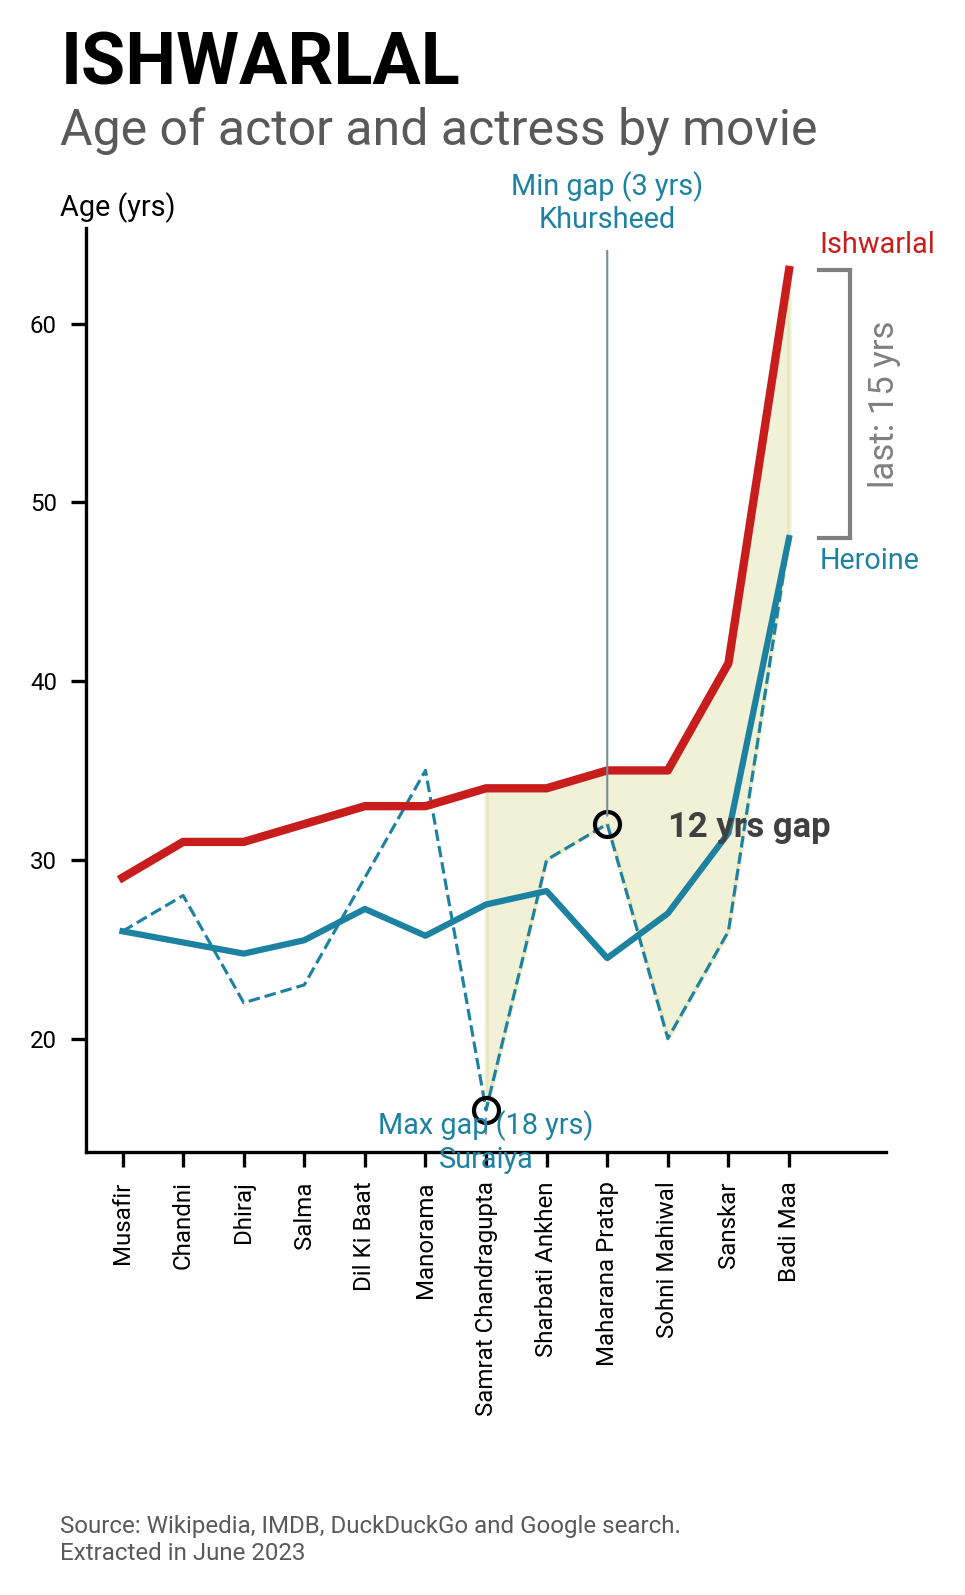 ISHWARLAL
Age of actor and actress by movie
Min gap (3 yrs)
Khursheed
Age (yrs)
Ishwarlal
60
last: 15 yrs
50
Heroine
40
12 yrs gap
30
20
Max gap (18 yrs)
Suraiya
Musafir
Chandni
Dhiraj
Salma
Dil Ki Baat
Manorama
Samrat Chandragupta
Sharbati Ankhen
Maharana Pratap
Sohni Mahiwal
Sanskar
Badi Maa
Source: Wikipedia, IMDB, DuckDuckGo and Google search.
Extracted in June 2023